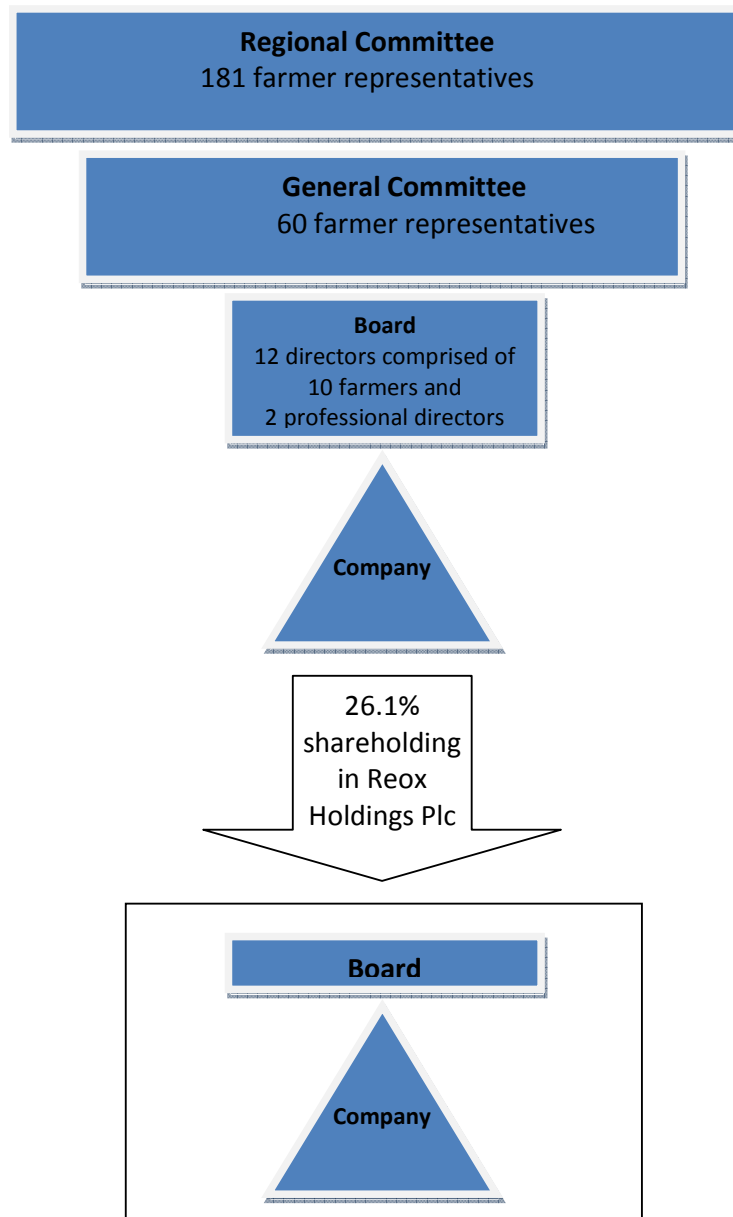 Regional Committee
181 farmer representatives
General Committee
60 farmer representatives
Board
12 directors comprised of
10 farmers and
2 professional directors
Company
26.1%
shareholding
in Reox
Holdings Plc
Board
Company